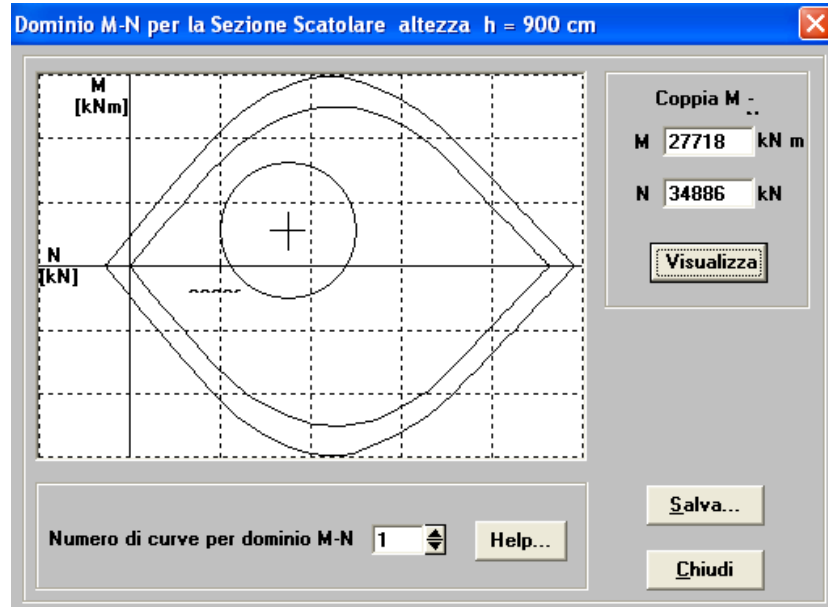 Dominio M-N per la Sezione Scatolare altezza h = 900 cm
M
[kNm]
N
[kN]
Coppia M -
M 27718 kN m
N 34886 kN
Visualizza
Numero di curve per dominio M-N 1
Help...
Salva...
Chiudi